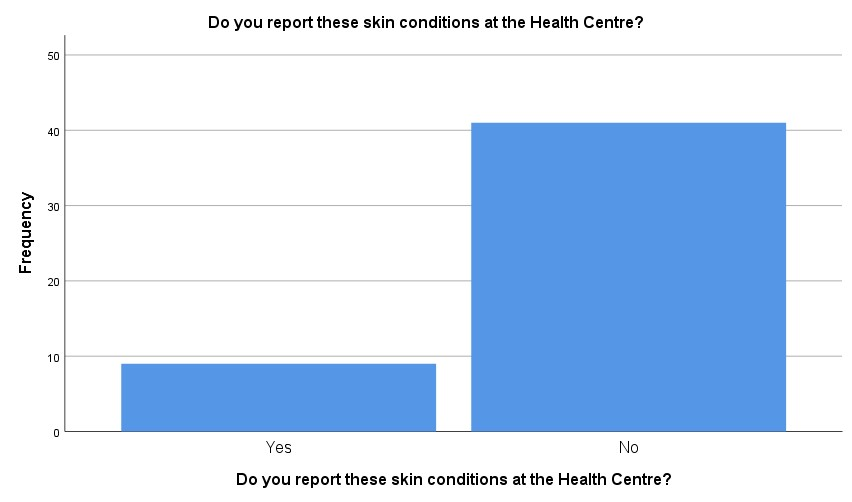 Do you report these skin conditions at the Health Centre?
50
40
30
20
10
0
Frequency
Yes No
Do you report these skin conditions at the Health Centre?